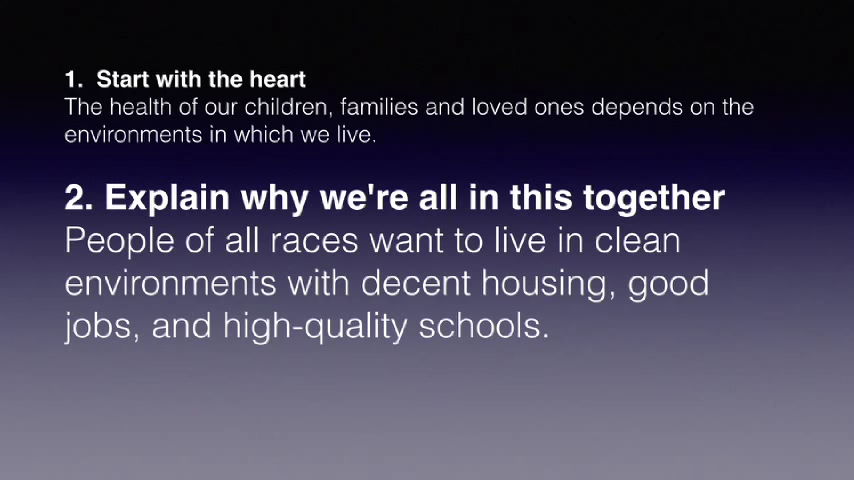 1. Start with the heart
The health of our children, families and loved ones depends on the
environments in which we live.
2. Explain why we're all in this together
People of all races want to live in clean
environments with decent housing, good
jobs, and high-quality schools.